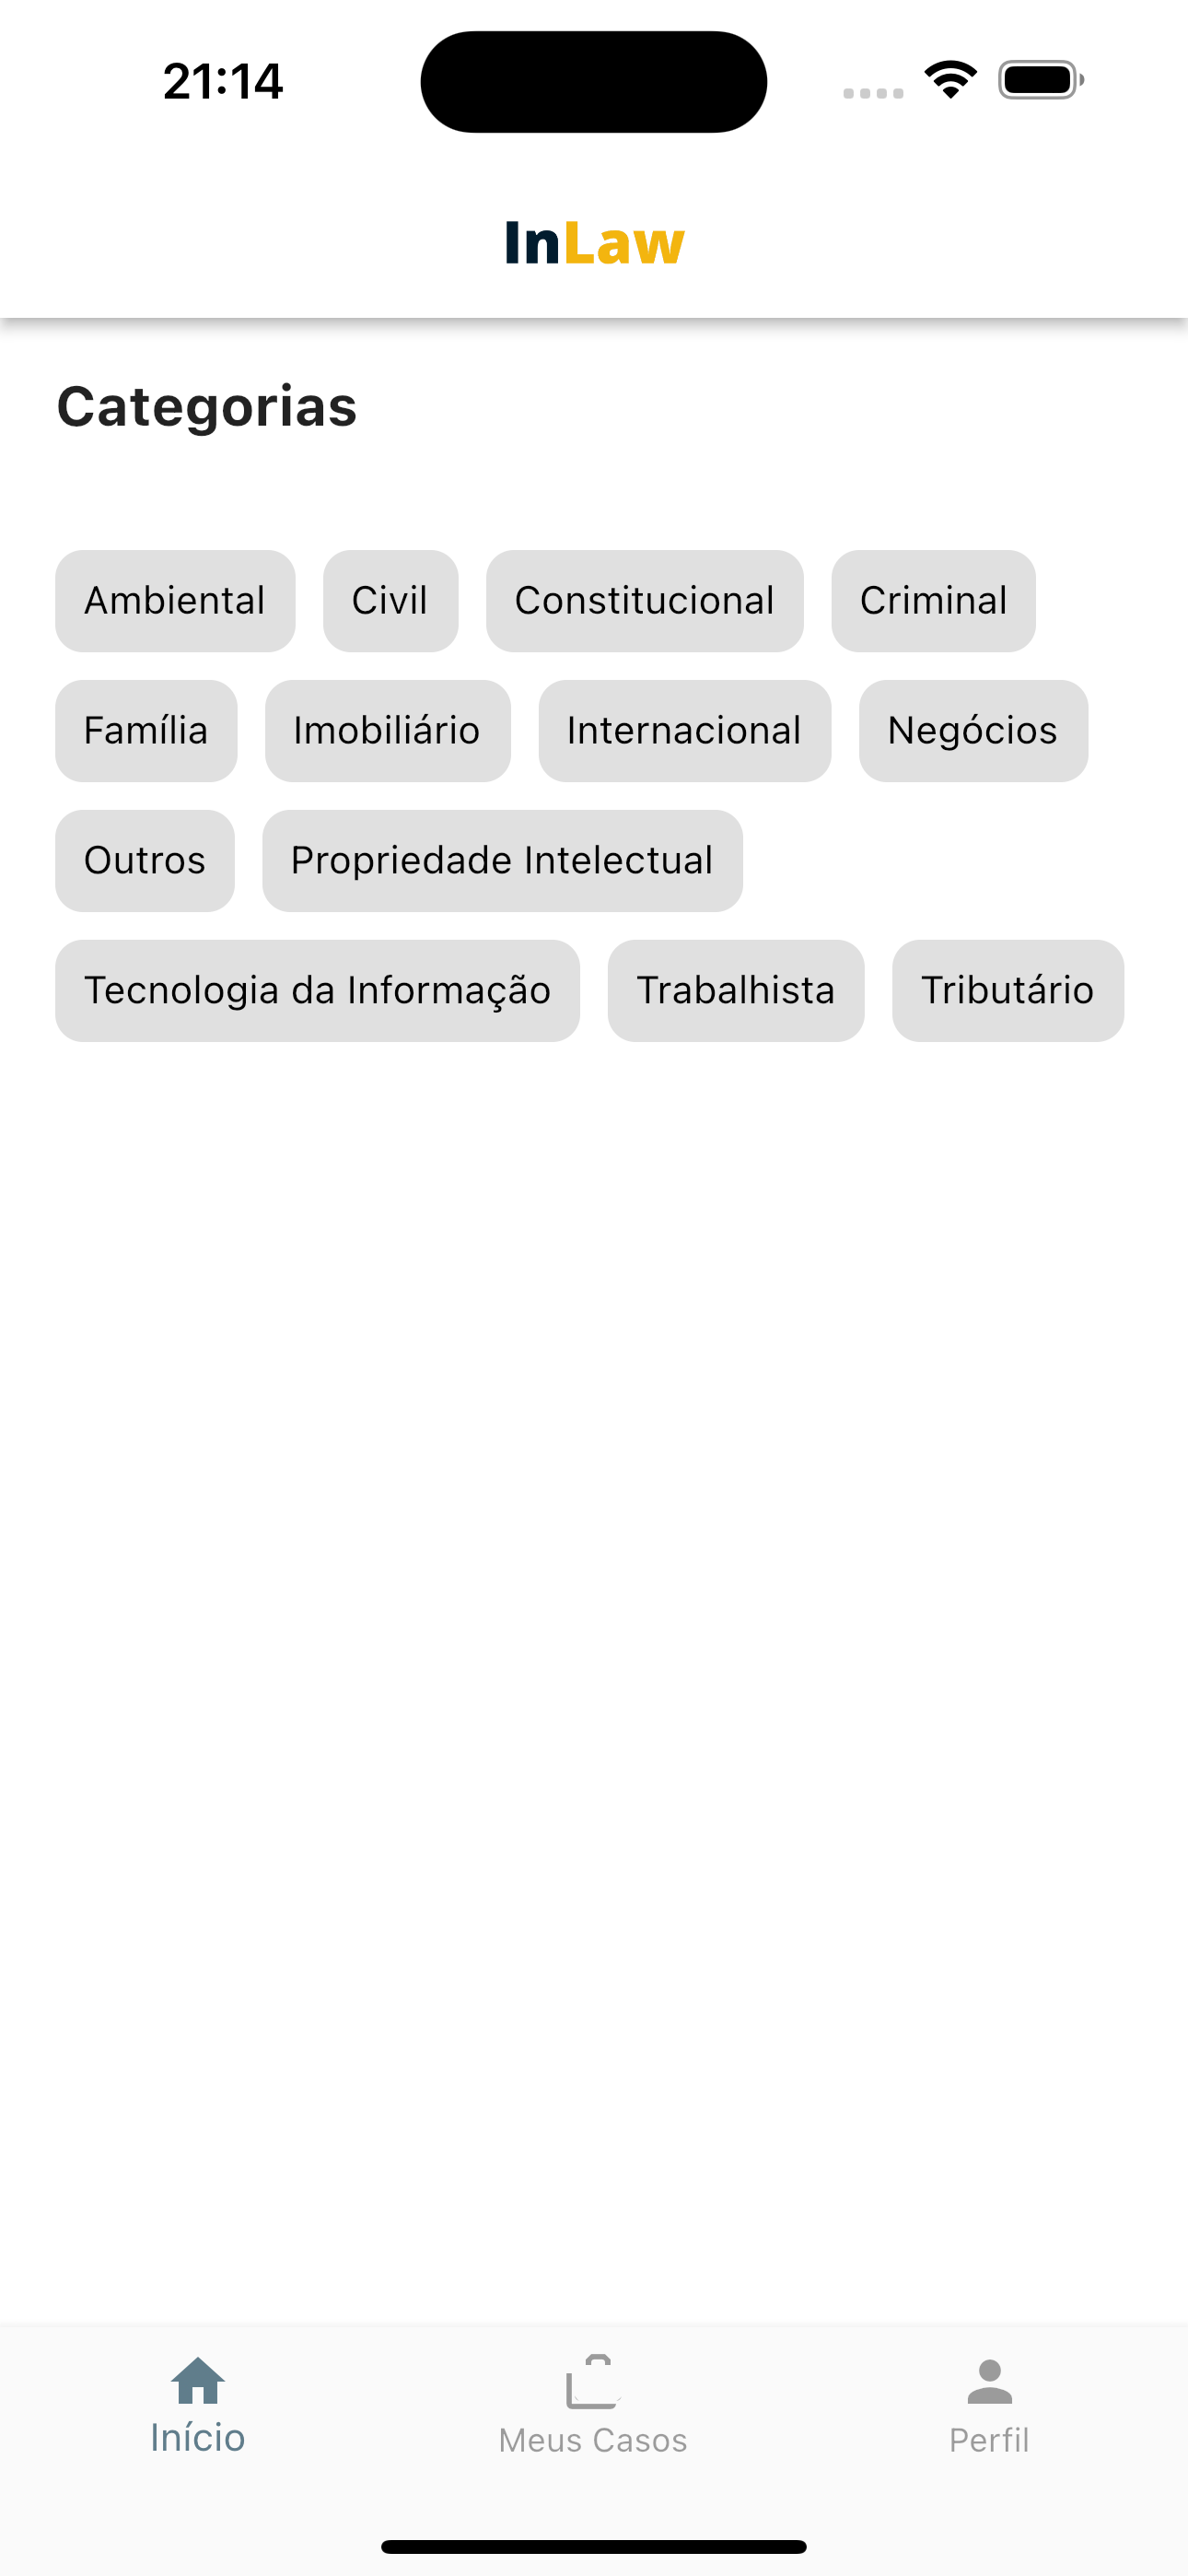 21:14
InLaw
Categorias
Ambiental Civil Constitucional Criminal
Família Imobiliário Internacional Negócios
Outros Propriedade Intelectual
Tecnologia da Informação Trabalhista Tributário
Início Meus Casos Perfil